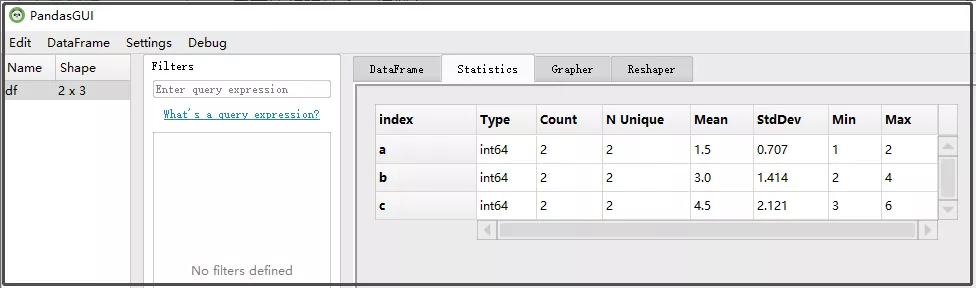 PandasGUI
Edit DataFrame Settings Debug
Name Shape
df 2 x 3
Filters
Enter query expression
What's a query expression?
No filters defined
DataFrame Statistics Grapher Reshaper
index Type Count N Unique Mean StdDev Min Max
a int64 2 2 1.5 0.707 1 2
b int64 2 2 3.0 1.414 2 4
c int64 2 2 4.5 2.121 3 6